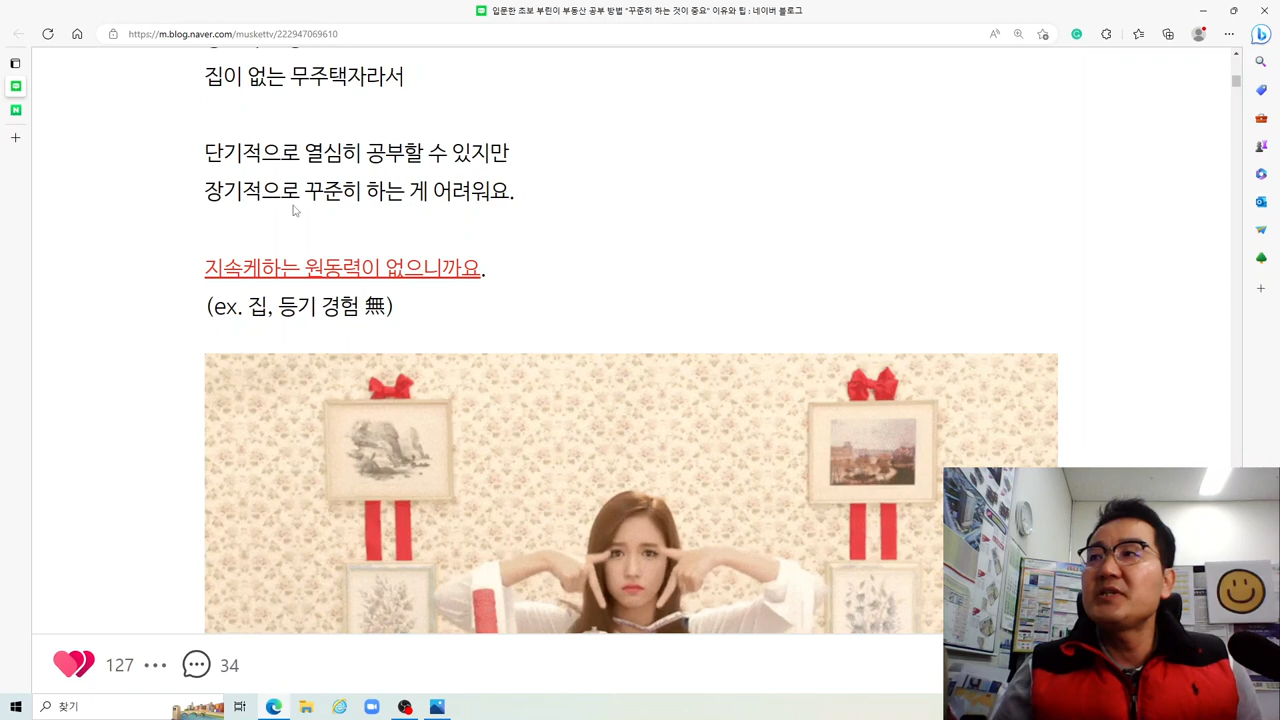 입문한 초보 부린이 부동산 공부 방법 "꾸준히 하는 것이 중요" 이유와 팁 : 네이버 블로그
https://m.blog.naver.com/muskettv/222947069610
집이 없는 무주택자라서
단기적으로 열심히 공부할 수 있지만
장기적으로 꾸준히 하는 게 어려워요.
지속케하는 원동력이 없으니까요.
(ex. 집, 등기 경험 無)
127
34
찾기